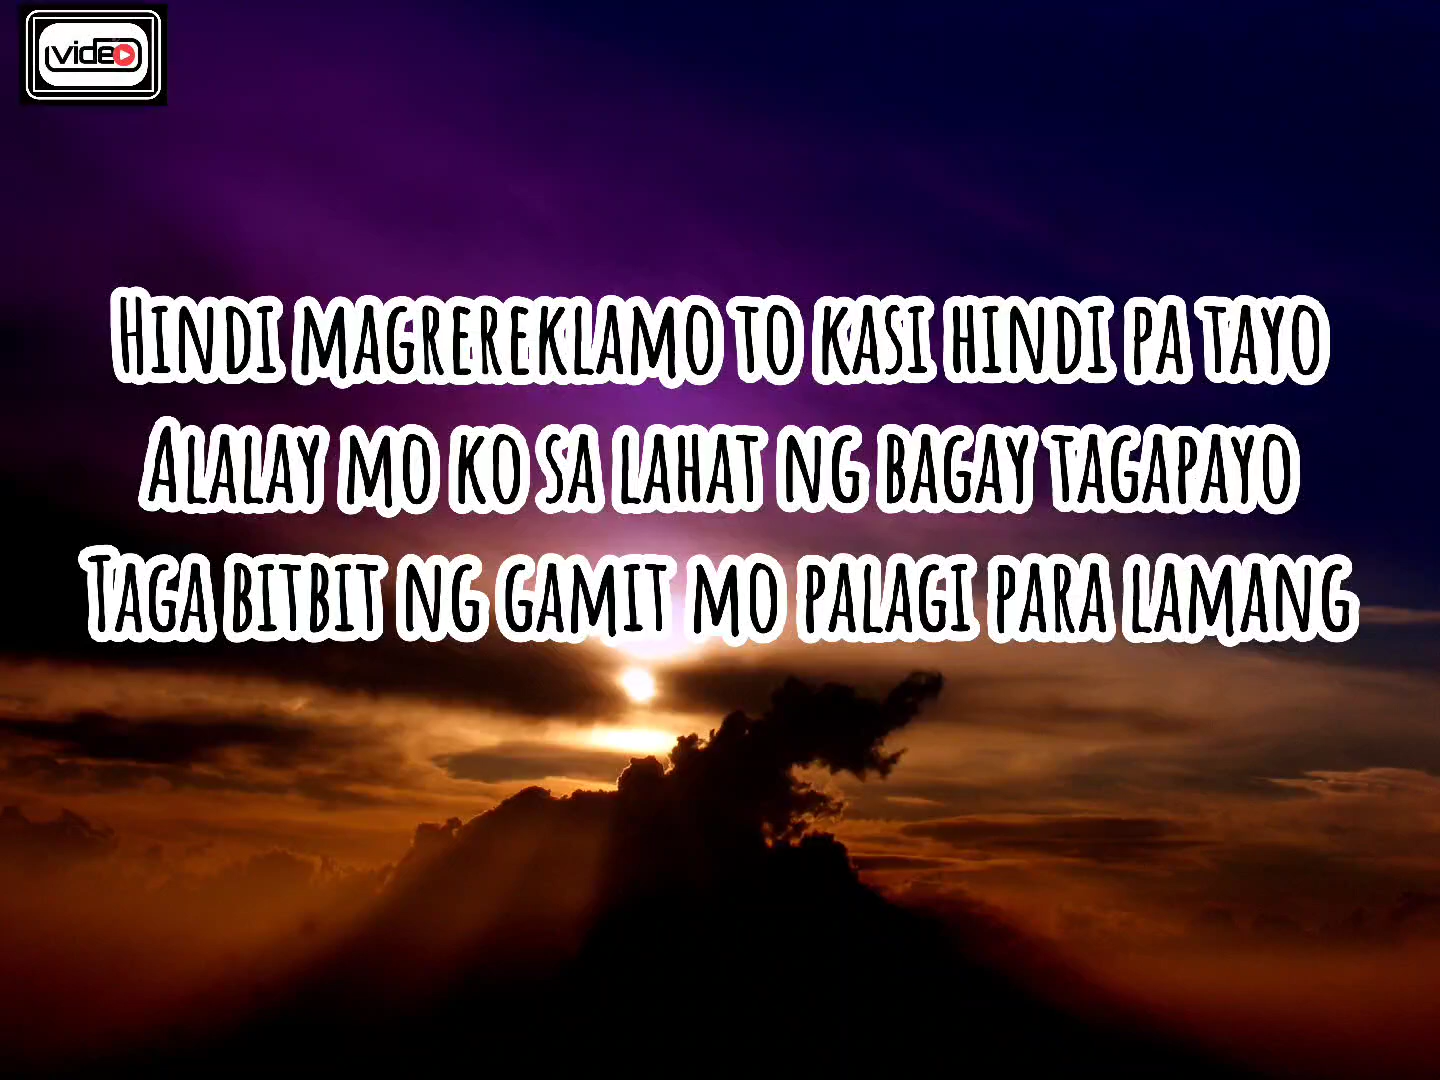 ivideo
Hindi magrereklamo to kasi hindi pa tayo
Alalay mo ko sa lahat ng bagay tagapayo
Taga bitbit ng gamit mo palagi para lamang